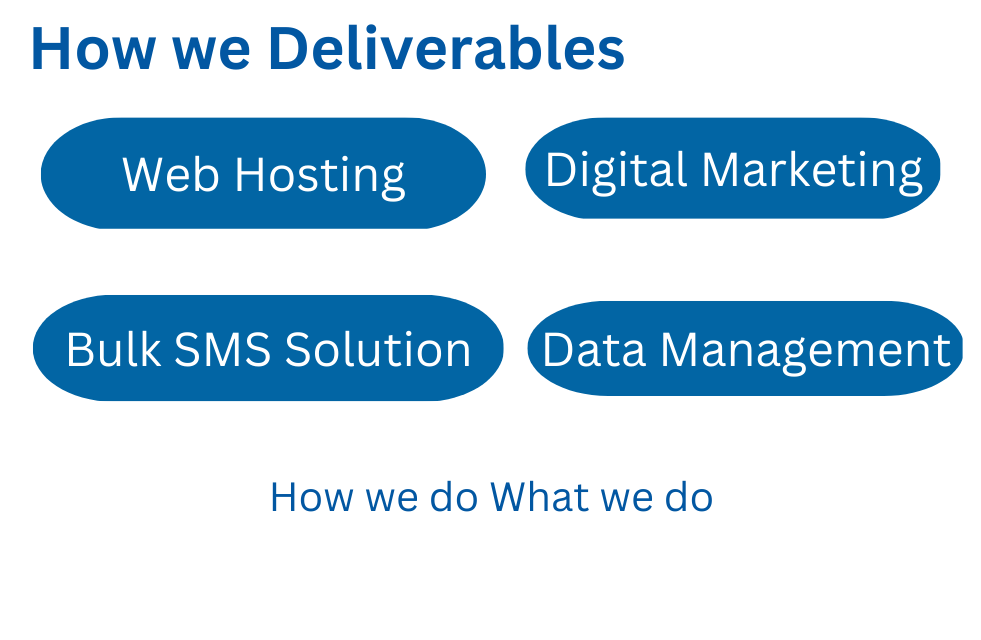 How we Deliverables
Web Hosting
Digital Marketing
Bulk SMS Solution
Data Management
How we do What we do